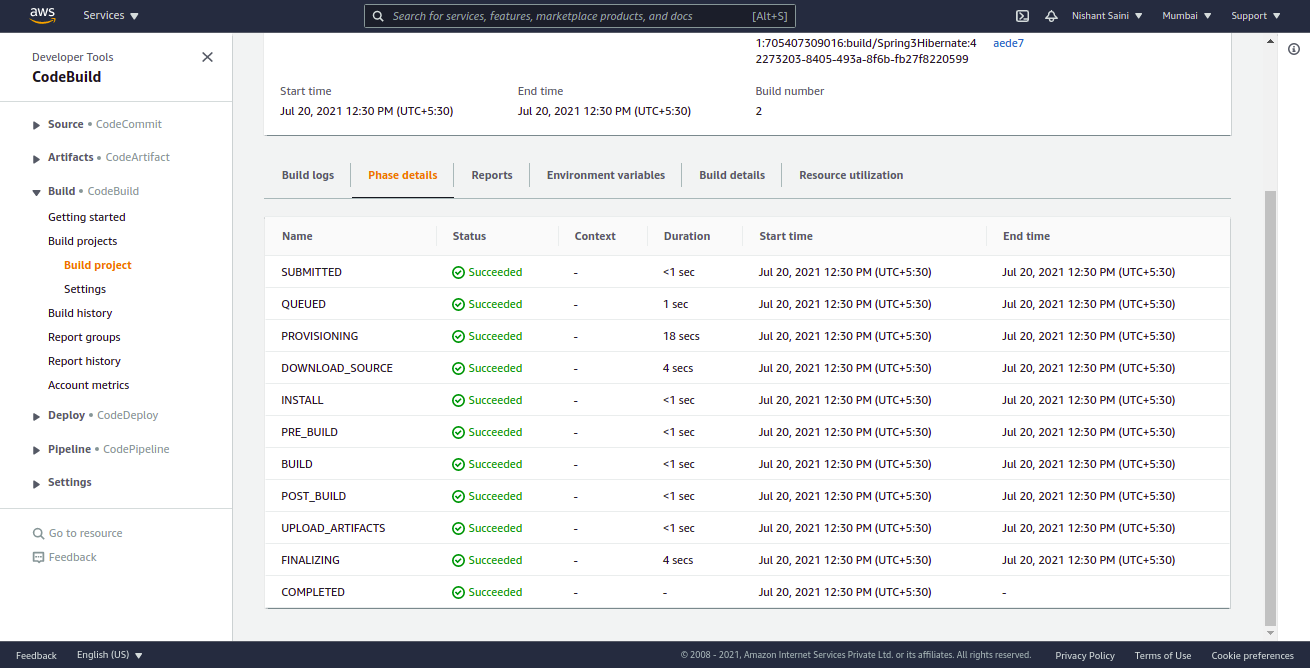 aws Services Search for services, features, marketplace products, and docs [Alt+S] Nishant Saini Mumbai Support
Developer Tools
CodeBuild
Source • CodeCommit
Artifacts • CodeArtifact
Build • CodeBuild
Getting started
Build projects
Build project
Settings
Build history
Report groups
Report history
Account metrics
Deploy • CodeDeploy
Pipeline • CodePipeline
Settings
Go to resource
Feedback
1:705407309016:build/Spring3Hibernate:4 aede7
2273203-8405-493a-8f6b-fb27f8220599
Start time End time Build number
Jul 20, 2021 12:30 PM (UTC+5:30) Jul 20, 2021 12:30 PM (UTC+5:30) 2
Build logs Phase details Reports Environment variables Build details Resource utilization
Name Status Context Duration Start time End time
SUBMITTED Succeeded - <1 sec Jul 20, 2021 12:30 PM (UTC+5:30) Jul 20, 2021 12:30 PM (UTC+5:30)
QUEUED Succeeded - 1 sec Jul 20, 2021 12:30 PM (UTC+5:30) Jul 20, 2021 12:30 PM (UTC+5:30)
PROVISIONING Succeeded - 18 secs Jul 20, 2021 12:30 PM (UTC+5:30) Jul 20, 2021 12:30 PM (UTC+5:30)
DOWNLOAD_SOURCE Succeeded - 4 secs Jul 20, 2021 12:30 PM (UTC+5:30) Jul 20, 2021 12:30 PM (UTC+5:30)
INSTALL Succeeded - <1 sec Jul 20, 2021 12:30 PM (UTC+5:30) Jul 20, 2021 12:30 PM (UTC+5:30)
PRE_BUILD Succeeded - <1 sec Jul 20, 2021 12:30 PM (UTC+5:30) Jul 20, 2021 12:30 PM (UTC+5:30)
BUILD Succeeded - <1 sec Jul 20, 2021 12:30 PM (UTC+5:30) Jul 20, 2021 12:30 PM (UTC+5:30)
POST_BUILD Succeeded - <1 sec Jul 20, 2021 12:30 PM (UTC+5:30) Jul 20, 2021 12:30 PM (UTC+5:30)
UPLOAD_ARTIFACTS Succeeded - <1 sec Jul 20, 2021 12:30 PM (UTC+5:30) Jul 20, 2021 12:30 PM (UTC+5:30)
FINALIZING Succeeded - 4 secs Jul 20, 2021 12:30 PM (UTC+5:30) Jul 20, 2021 12:30 PM (UTC+5:30)
COMPLETED Succeeded - - Jul 20, 2021 12:30 PM (UTC+5:30) -
Feedback English (US) © 2008 - 2021, Amazon Internet Services Private Ltd. or its affiliates. All rights reserved. Privacy Policy Terms of Use Cookie preferences